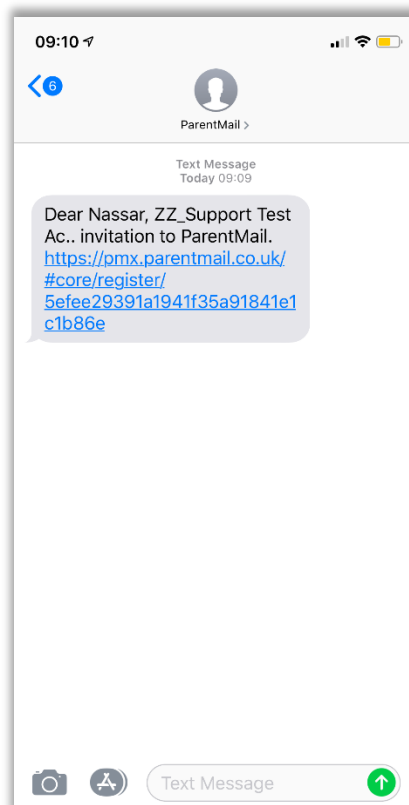 09:10
6
ParentMail >
Text Message
Today 09:09
Dear Nassar, ZZ_Support Test
Ac.. invitation to ParentMail.
https://pmx.parentmail.co.uk/
#core/register/
5efee29391a1941f35a91841e1
c1b86e
Text Message